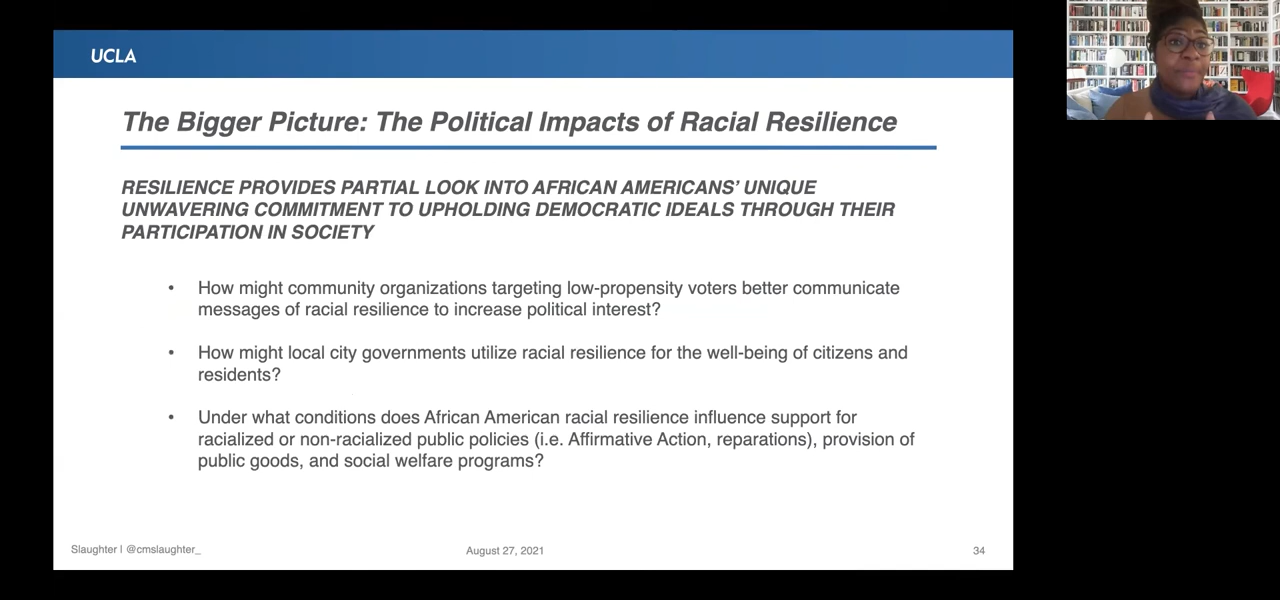 UCLA
The Bigger Picture: The Political Impacts of Racial Resilience
RESILIENCE PROVIDES PARTIAL LOOK INTO AFRICAN AMERICANS’ UNIQUE
UNWAVERING COMMITMENT TO UPHOLDING DEMOCRATIC IDEALS THROUGH THEIR
PARTICIPATION IN SOCIETY
• How might community organizations targeting low-propensity voters better communicate
messages of racial resilience to increase political interest?
• How might local city governments utilize racial resilience for the well-being of citizens and
residents?
• Under what conditions does African American racial resilience influence support for
racialized or non-racialized public policies (i.e. Affirmative Action, reparations), provision of
public goods, and social welfare programs?
Slaughter | @cmslaughter_
August 27, 2021
34